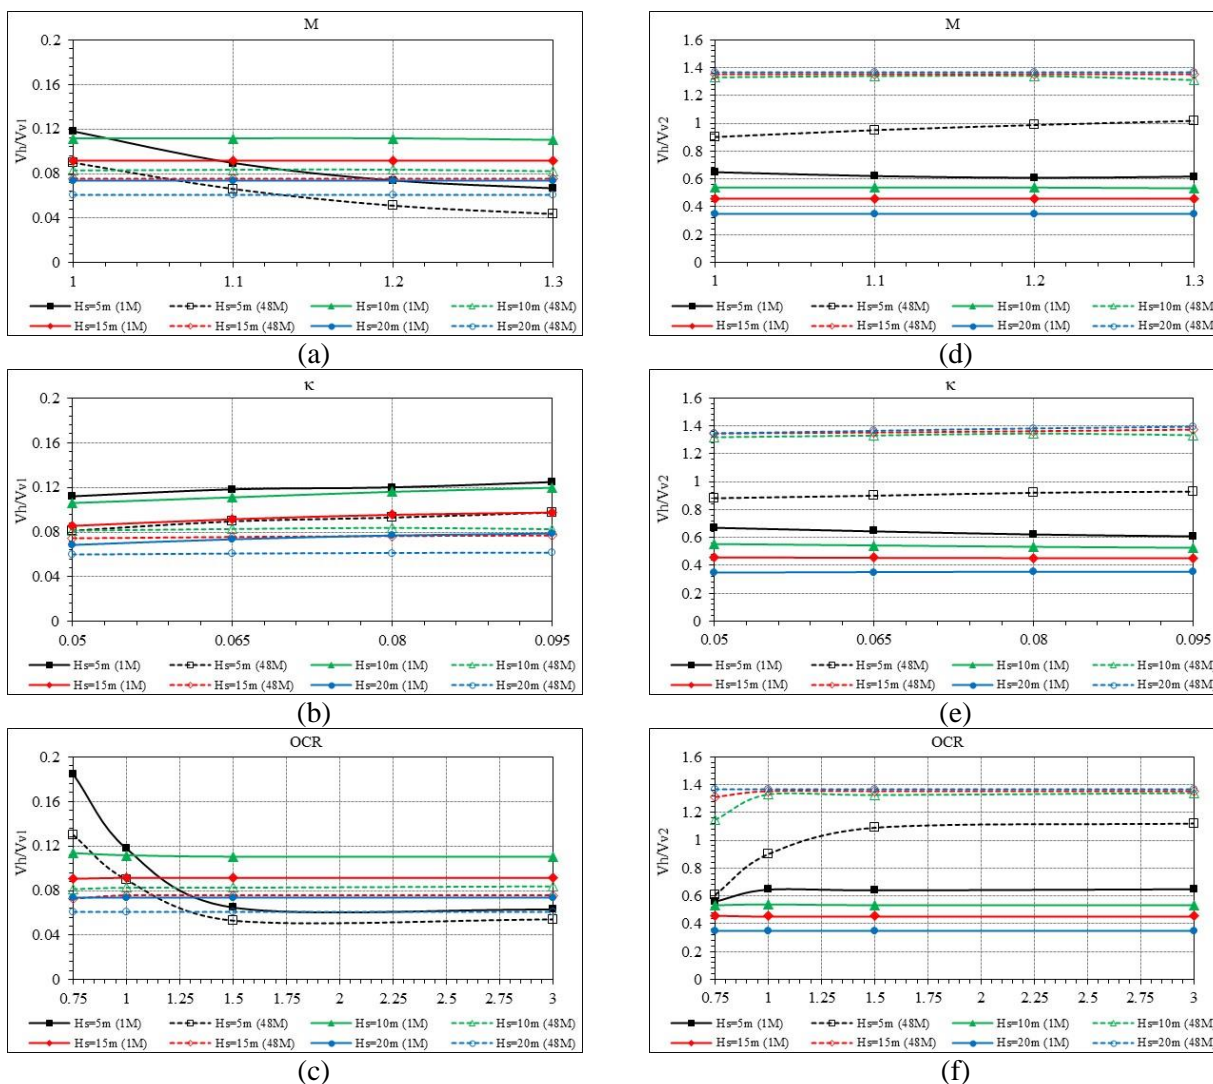 M
Vh/Vv1
0.2
0.16
0.12
0.08
0.04
0
1 1.1 1.2 1.3
Hs=5m (1M) Hs=5m (48M) Hs=10m (1M) Hs=10m (48M)
Hs=15m (1M) Hs=15m (48M) Hs=20m (1M) Hs=20m (48M)
(a)
M
Vh/Vv2
1.6
1.4
1.2
1
0.8
0.6
0.4
0.2
0
1 1.1 1.2 1.3
Hs=5m (1M) Hs=5m (48M) Hs=10m (1M) Hs=10m (48M)
Hs=15m (1M) Hs=15m (48M) Hs=20m (1M) Hs=20m (48M
(d)
κ
Vh/Vv1
0.2
0.16
0.12
0.08
0.04
0
0.05 0.065 0.08 0.095
Hs=5m (1M) Hs=5m (48M) Hs=10m (1M) Hs=10m (48M)
Hs=15m (1M) Hs=15m (48M) Hs=20m (1M) Hs=20m (48M)
(b)
κ
Vh/Vv2
1.6
1.4
1.2
1
0.8
0.6
0.4
0.2
0
0.05 0.065 0.08 0.095
Hs=5m (1M) Hs=5m (48M) Hs=10m (1M) Hs=10m (48M)
Hs=15m (1M) Hs=15m (48M) Hs=20m (1M) Hs=20m (48M
(e)
OCR
Vh/Vv1
0.2
0.16
0.12
0.08
0.04
0
0.75 1 1.25 1.5 1.75 2 2.25 2.5 2.75 3
Hs=5m (1M) Hs=5m (48M) Hs=10m (1M) Hs=10m (48M)
Hs=15m (1M) Hs=15m (48M) Hs=20m (1M) Hs=20m (48M)
(c)
OCR
Vh/Vv2
1.6
1.4
1.2
1
0.8
0.6
0.4
0.2
0
0.75 1 1.25 1.5 1.75 2 2.25 2.5 2.75 3
Hs=5m (1M) Hs=5m (48M) Hs=10m (1M) Hs=10m (48M)
Hs=15m (1M) Hs=15m (48M) Hs=20m (1M) Hs=20m (48M
(f)